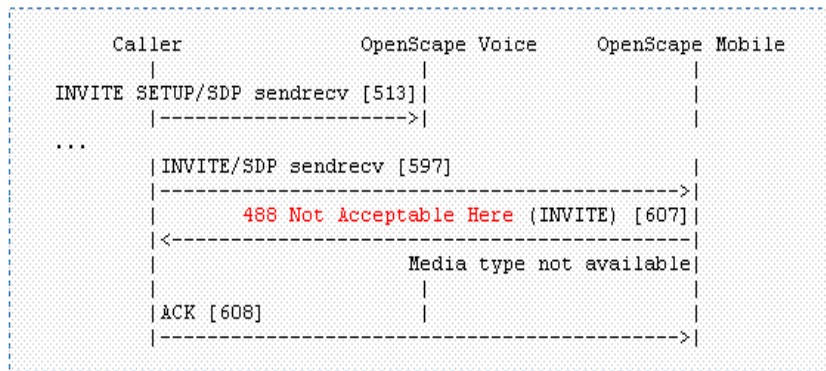 Caller OpenScape Voice OpenScape Mobile
INVITE SETUP/SDP sendrecv [513]|
|---------------------->|
...
|INVITE/SDP sendrecv [597]
|----------------------------------------------->|
488 Not Acceptable Here (INVITE) [607]|
|<-----------------------------------------------|
Media type not available|
|ACK [608]
|----------------------------------------------->|